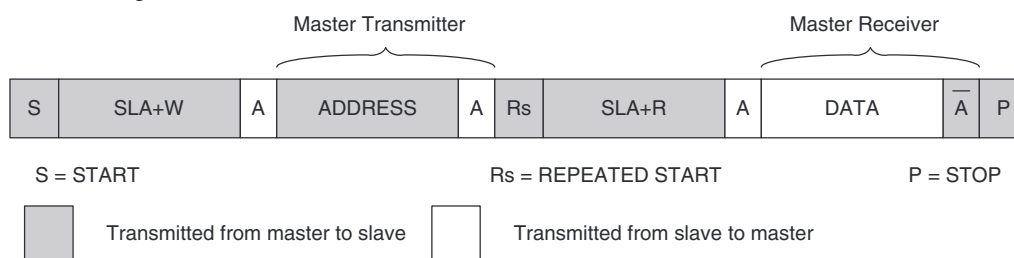 Master Transmitter Master Receiver
S SLA+W A ADDRESS A Rs SLA+R A DATA A̅ P
S = START Rs = REPEATED START P = STOP
Transmitted from master to slave Transmitted from slave to master